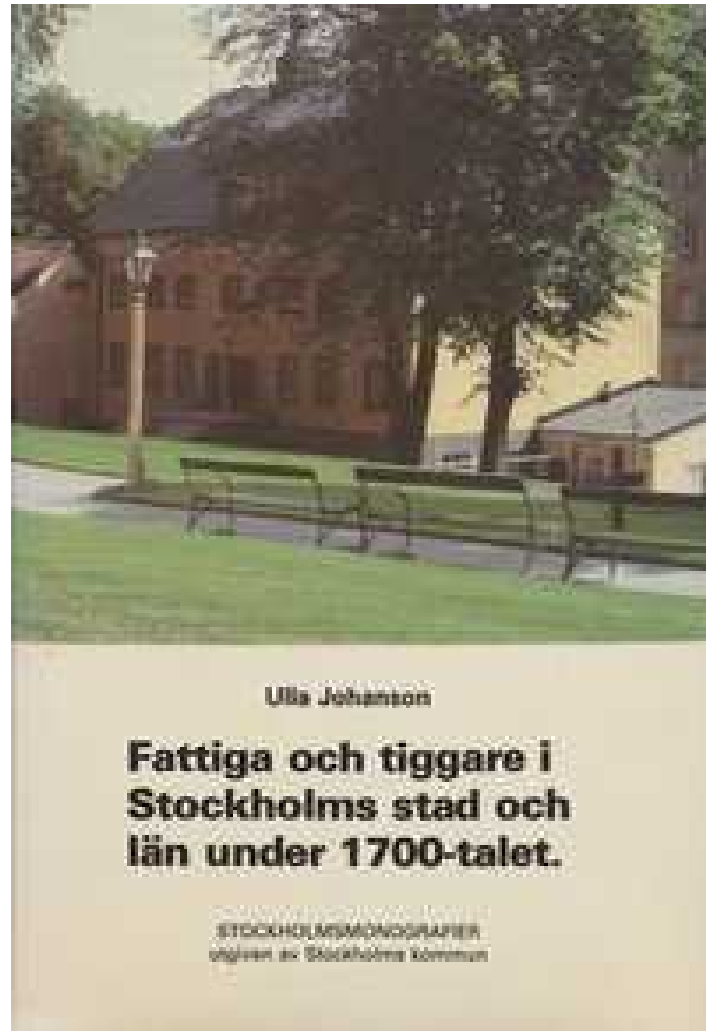 Ulla Johanson
Fattiga och tiggare i
Stockholms stad och
län under 1700-talet.
STOCKHOLMSMONOGRAFIER
utgiven av Stockholms kommun